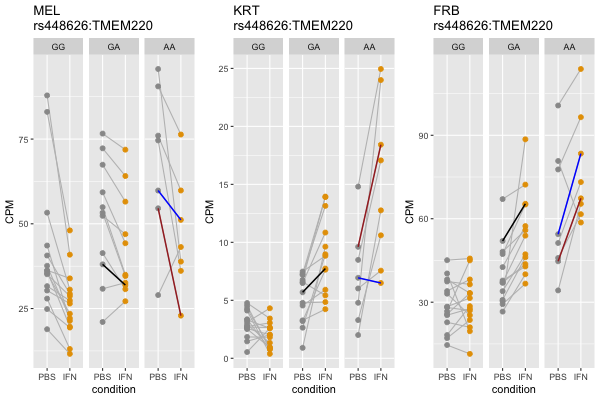 MEL
rs448626:TMEM220
GG GA AA
CPM
75
50
25
PBS IFN PBS IFN PBS IFN
condition
KRT
rs448626:TMEM220
GG GA AA
CPM
25
20
15
10
5
0
PBS IFN PBS IFN PBS IFN
condition
FRB
rs448626:TMEM220
GG GA AA
CPM
90
60
30
PBS IFN PBS IFN PBS IFN
condition